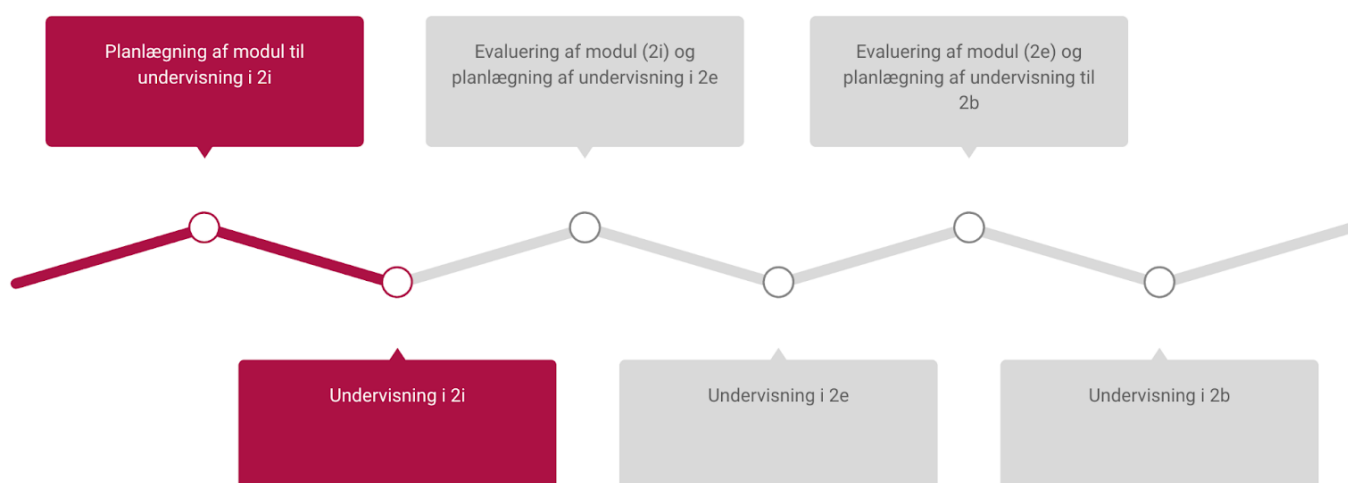 Planlægning af modul til
undervisning i 2i
Evaluering af modul (2i) og
planlægning af undervisning i 2e
Evaluering af modul (2e) og
planlægning af undervisning til
2b
Undervisning i 2i
Undervisning i 2e
Undervisning i 2b